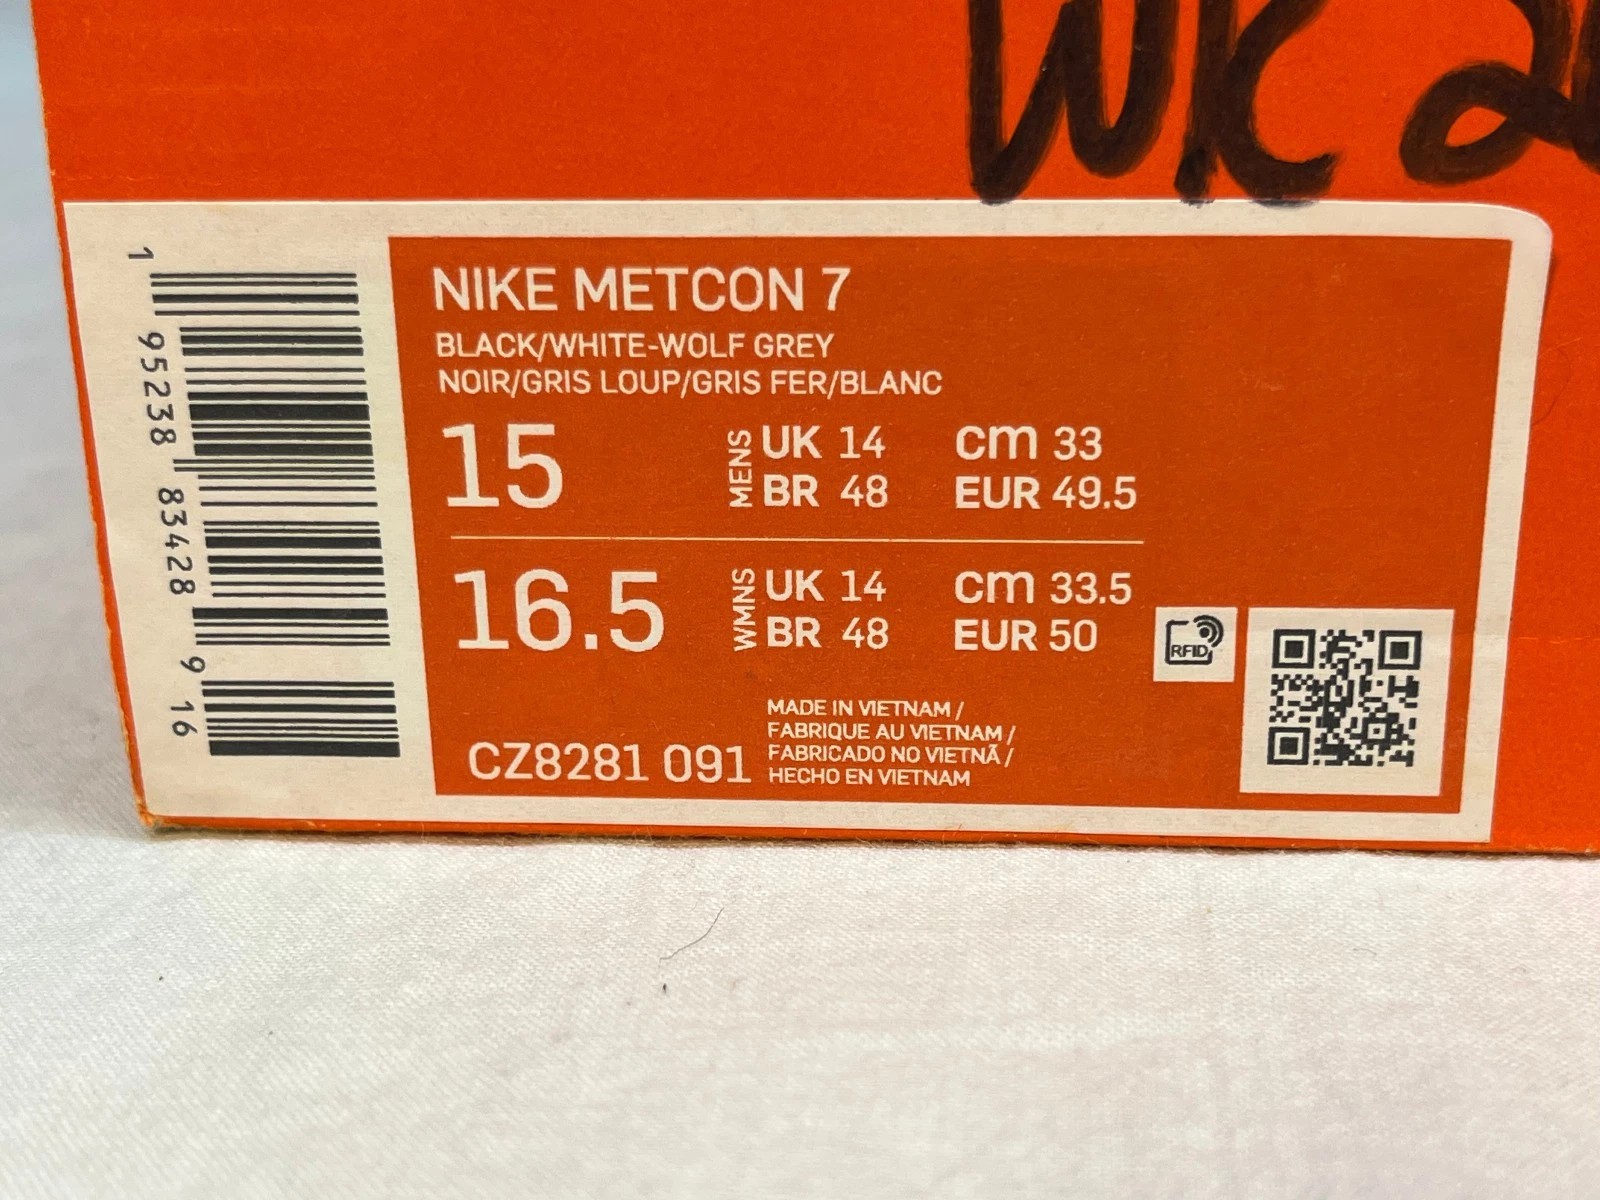 WK 2
1 95238 83428 9 16
NIKE METCON 7
BLACK/WHITE-WOLF GREY
NOIR/GRIS LOUP/GRIS FER/BLANC
15 MENS UK 14 cm 33
BR 48 EUR 49.5
16.5 WMNS UK 14 cm 33.5
BR 48 EUR 50
RFID
CZ8281 091
MADE IN VIETNAM /
FABRIQUE AU VIETNAM /
FABRICADO NO VIETNÃ /
HECHO EN VIETNAM